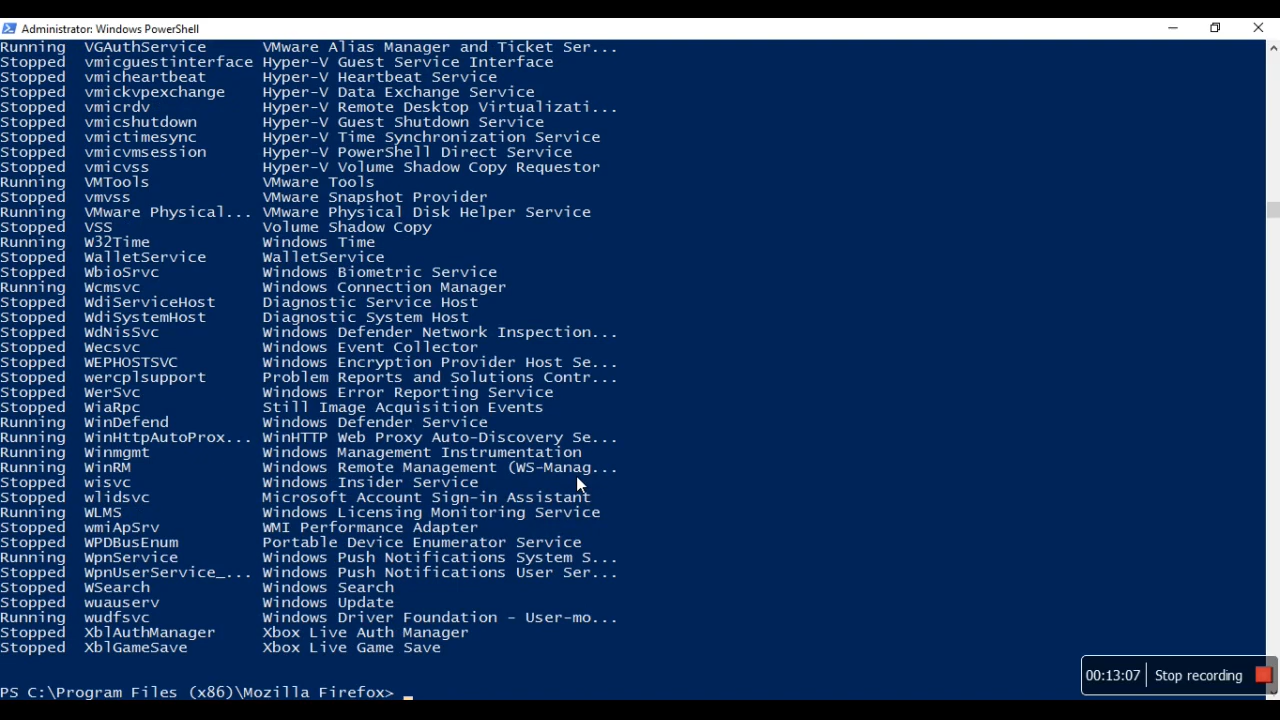 Administrator: Windows PowerShell
Running VGAuthService VMware Alias Manager and Ticket Ser...
Stopped vmicguestinterface Hyper-V Guest Service Interface
Stopped vmicheartbeat Hyper-V Heartbeat Service
Stopped vmickvpexchange Hyper-V Data Exchange Service
Stopped vmicrdv Hyper-V Remote Desktop Virtualizati...
Stopped vmicshutdown Hyper-V Guest Shutdown Service
Stopped vmictimesync Hyper-V Time Synchronization Service
Stopped vmicvmsession Hyper-V PowerShell Direct Service
Stopped vmicvss Hyper-V Volume Shadow Copy Requestor
Running VMTools VMware Tools
Stopped vmvss VMware Snapshot Provider
Running VMware Physical... VMware Physical Disk Helper Service
Stopped VSS Volume Shadow Copy
Running W32Time Windows Time
Stopped WalletService WalletService
Stopped WbioSrvc Windows Biometric Service
Running Wcmsvc Windows Connection Manager
Stopped WdiServiceHost Diagnostic Service Host
Stopped WdiSystemHost Diagnostic System Host
Stopped WdNisSvc Windows Defender Network Inspection...
Stopped Wecsvc Windows Event Collector
Stopped WEPHOSTSVC Windows Encryption Provider Host Se...
Stopped wercplsupport Problem Reports and Solutions Contr...
Stopped WerSvc Windows Error Reporting Service
Stopped WiaRpc Still Image Acquisition Events
Running WinDefend Windows Defender Service
Running WinHttpAutoProx... WinHTTP Web Proxy Auto-Discovery Se...
Running Winmgmt Windows Management Instrumentation
Running WinRM Windows Remote Management (WS-Manag...
Stopped wisvc Windows Insider Service
Stopped wlidsvc Microsoft Account Sign-in Assistant
Running WLMS Windows Licensing Monitoring Service
Stopped wmiApSrv WMI Performance Adapter
Stopped WPDBusEnum Portable Device Enumerator Service
Running WpnService Windows Push Notifications System S...
Stopped WpnUserService_... Windows Push Notifications User Ser...
Stopped WSearch Windows Search
Stopped wuauserv Windows Update
Running wudfsvc Windows Driver Foundation - User-mo...
Stopped XblAuthManager Xbox Live Auth Manager
Stopped XblGameSave Xbox Live Game Save
PS C:\Program Files (x86)\Mozilla Firefox>
00:13:07 Stop recording